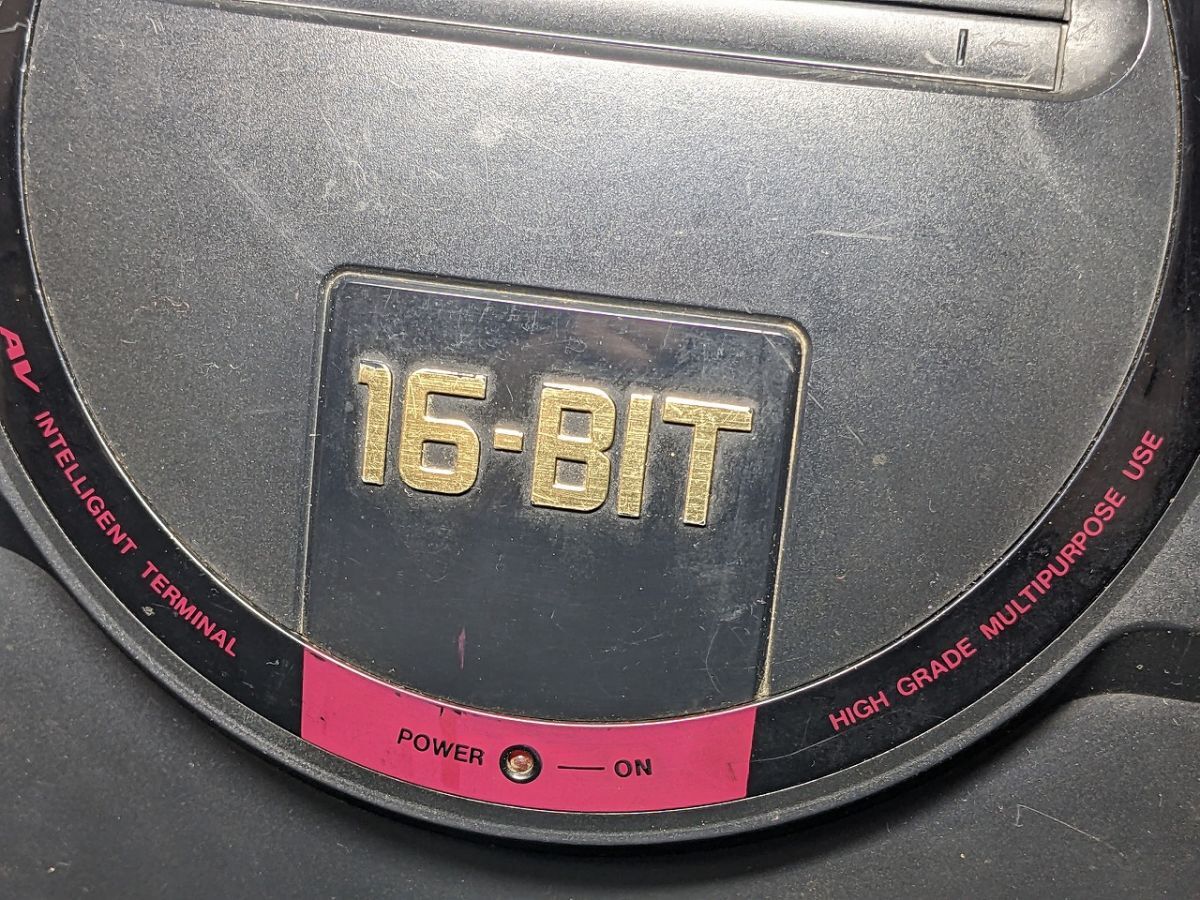 16-BIT
AV INTELLIGENT TERMINAL
HIGH GRADE MULTIPURPOSE USE
POWER ON